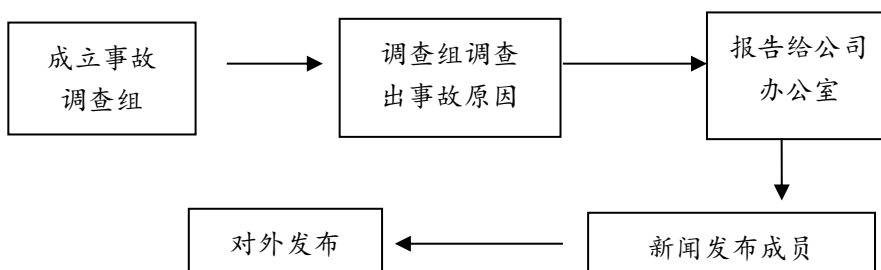 成立事故
调查组
调查组调查
出事故原因
报告给公司
办公室
新闻发布成员
对外发布